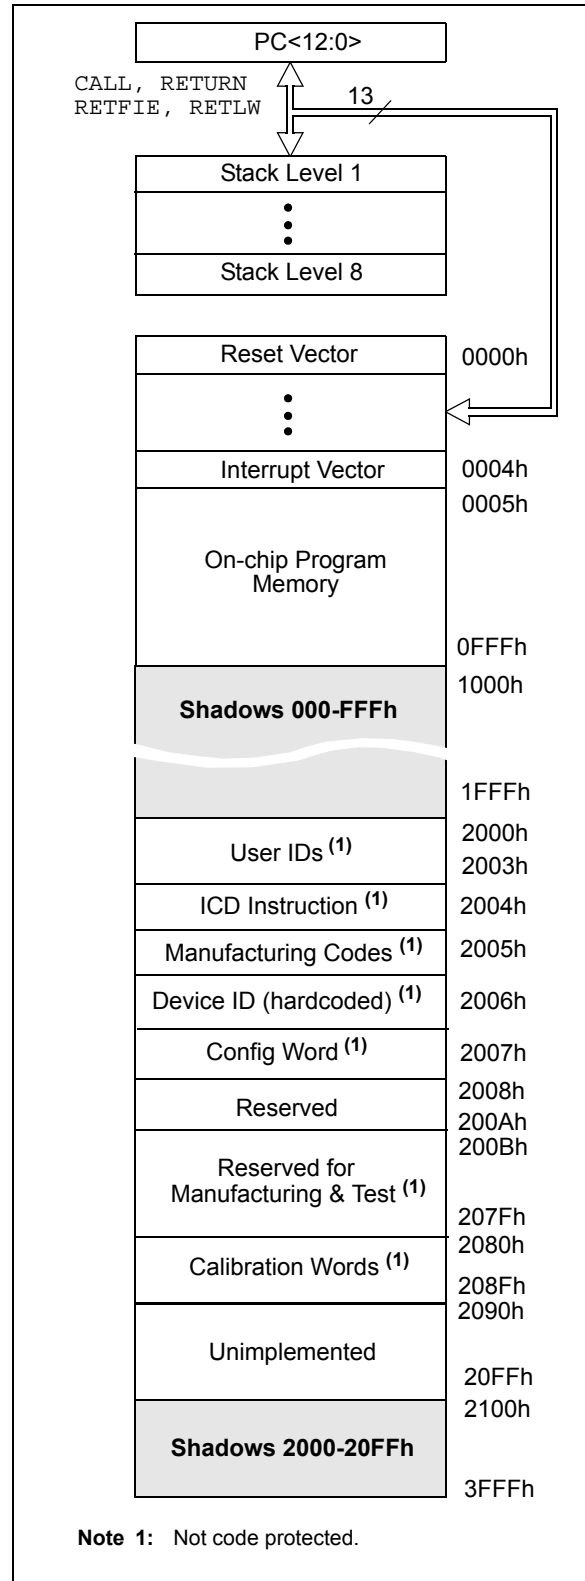 PC<12:0>
CALL, RETURN
RETFIE, RETLW
13
Stack Level 1
Stack Level 8
Reset Vector
0000h
Interrupt Vector
0004h
0005h
On-chip Program
Memory
0FFFh
1000h
Shadows 000-FFFh
1FFFh
2000h
User IDs (1)
2003h
ICD Instruction (1)
2004h
Manufacturing Codes (1)
2005h
Device ID (hardcoded) (1)
2006h
Config Word (1)
2007h
2008h
Reserved
200Ah
200Bh
Reserved for
Manufacturing & Test (1)
207Fh
2080h
Calibration Words (1)
208Fh
2090h
Unimplemented
20FFh
2100h
Shadows 2000-20FFh
3FFFh
Note 1: Not code protected.